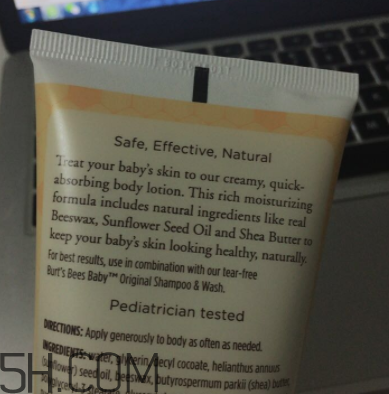 Safe, Effective, Natural
Treat your baby's skin to our creamy, quick-
absorbing body lotion. This rich moisturizing
formula includes natural ingredients like real
Beeswax, Sunflower Seed Oil and Shea Butter to
keep your baby's skin looking healthy, naturally.
For best results, use in combination with our tear-free
Burt's Bees Baby™ Original Shampoo & Wash.
Pediatrician tested
DIRECTIONS: Apply generously to body as often as needed.
INGREDIENTS: water, glycerin, decyl cocoate, helianthus annuus
(sunflower) seed oil, beeswax, butyrospermum parkii (shea) butter,
5H.COM